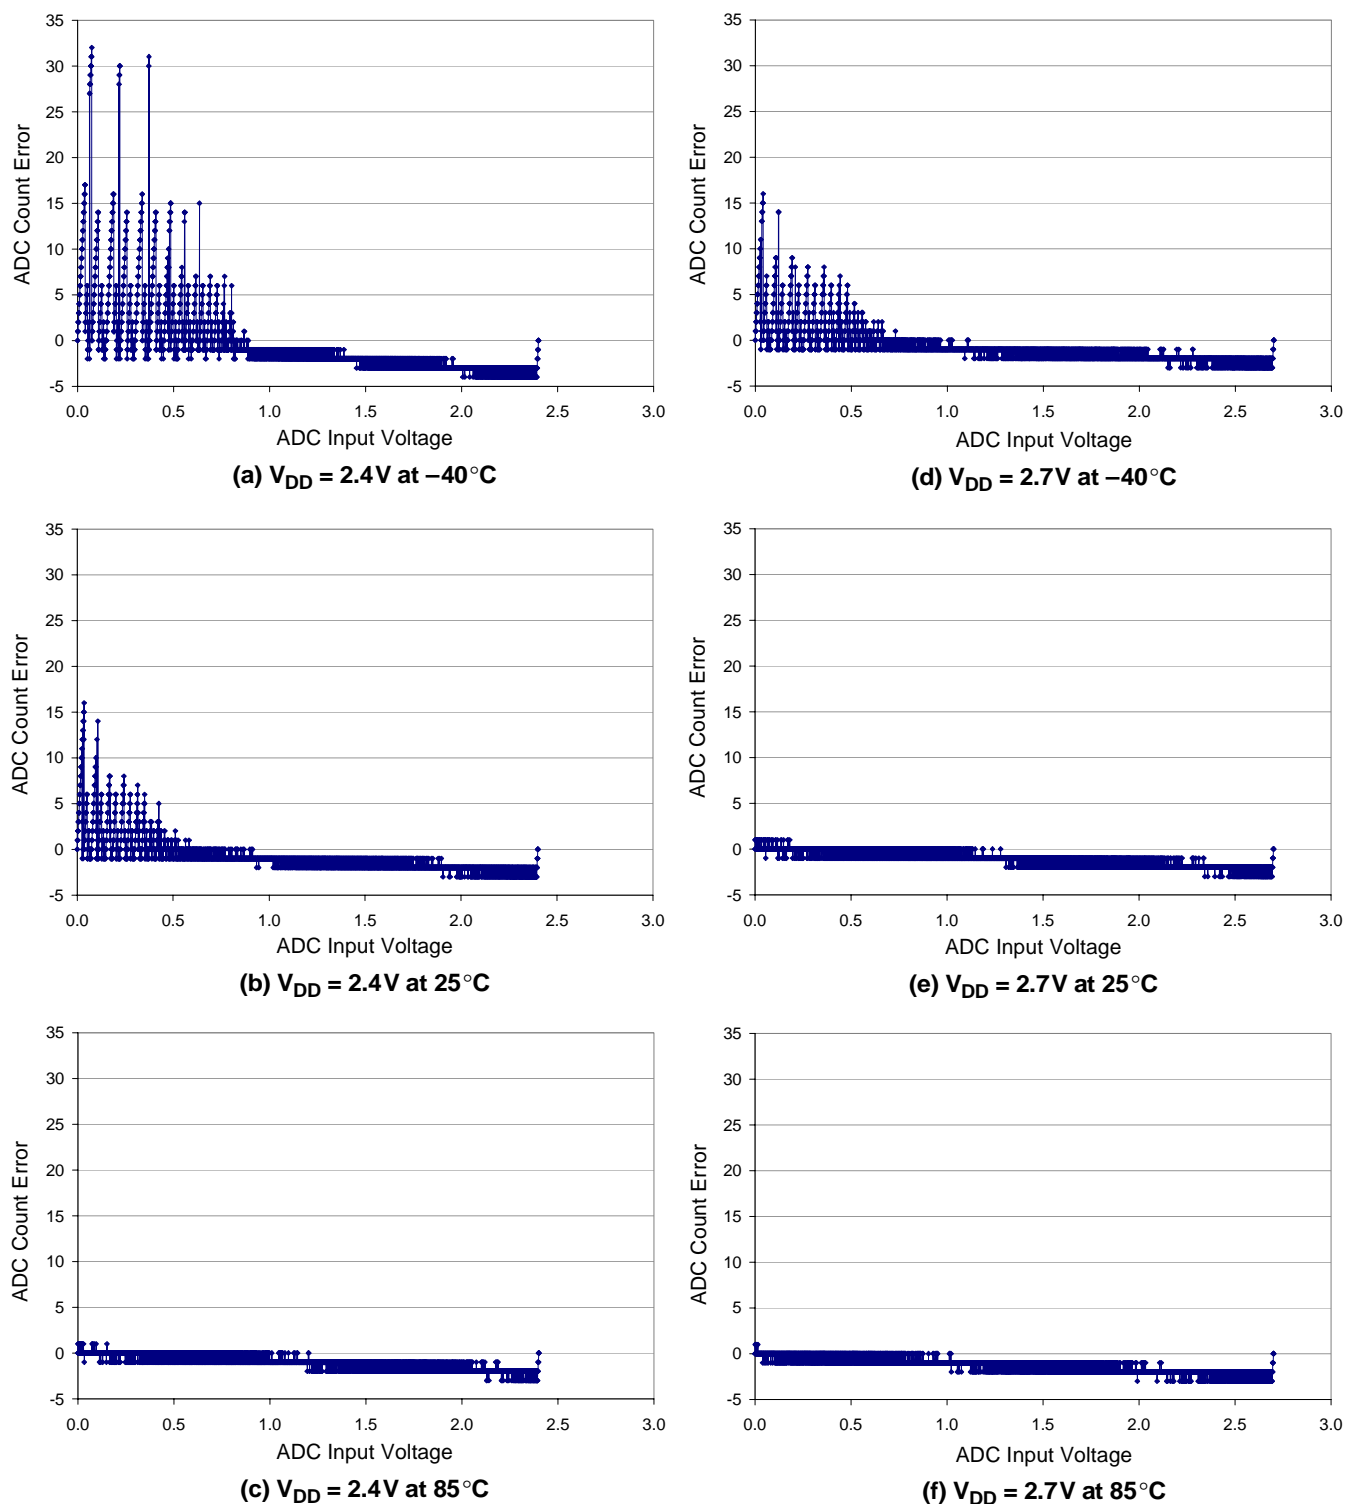 35
30
25
20
15
10
5
0
-5
ADC Count Error
0.0 0.5 1.0 1.5 2.0 2.5 3.0
ADC Input Voltage
(a) VDD = 2.4V at –40°C
35
30
25
20
15
10
5
0
-5
ADC Count Error
0.0 0.5 1.0 1.5 2.0 2.5 3.0
ADC Input Voltage
(d) VDD = 2.7V at –40°C
35
30
25
20
15
10
5
0
-5
ADC Count Error
0.0 0.5 1.0 1.5 2.0 2.5 3.0
ADC Input Voltage
(b) VDD = 2.4V at 25°C
35
30
25
20
15
10
5
0
-5
ADC Count Error
0.0 0.5 1.0 1.5 2.0 2.5 3.0
ADC Input Voltage
(e) VDD = 2.7V at 25°C
35
30
25
20
15
10
5
0
-5
ADC Count Error
0.0 0.5 1.0 1.5 2.0 2.5 3.0
ADC Input Voltage
(c) VDD = 2.4V at 85°C
35
30
25
20
15
10
5
0
-5
ADC Count Error
0.0 0.5 1.0 1.5 2.0 2.5 3.0
ADC Input Voltage
(f) VDD = 2.7V at 85°C